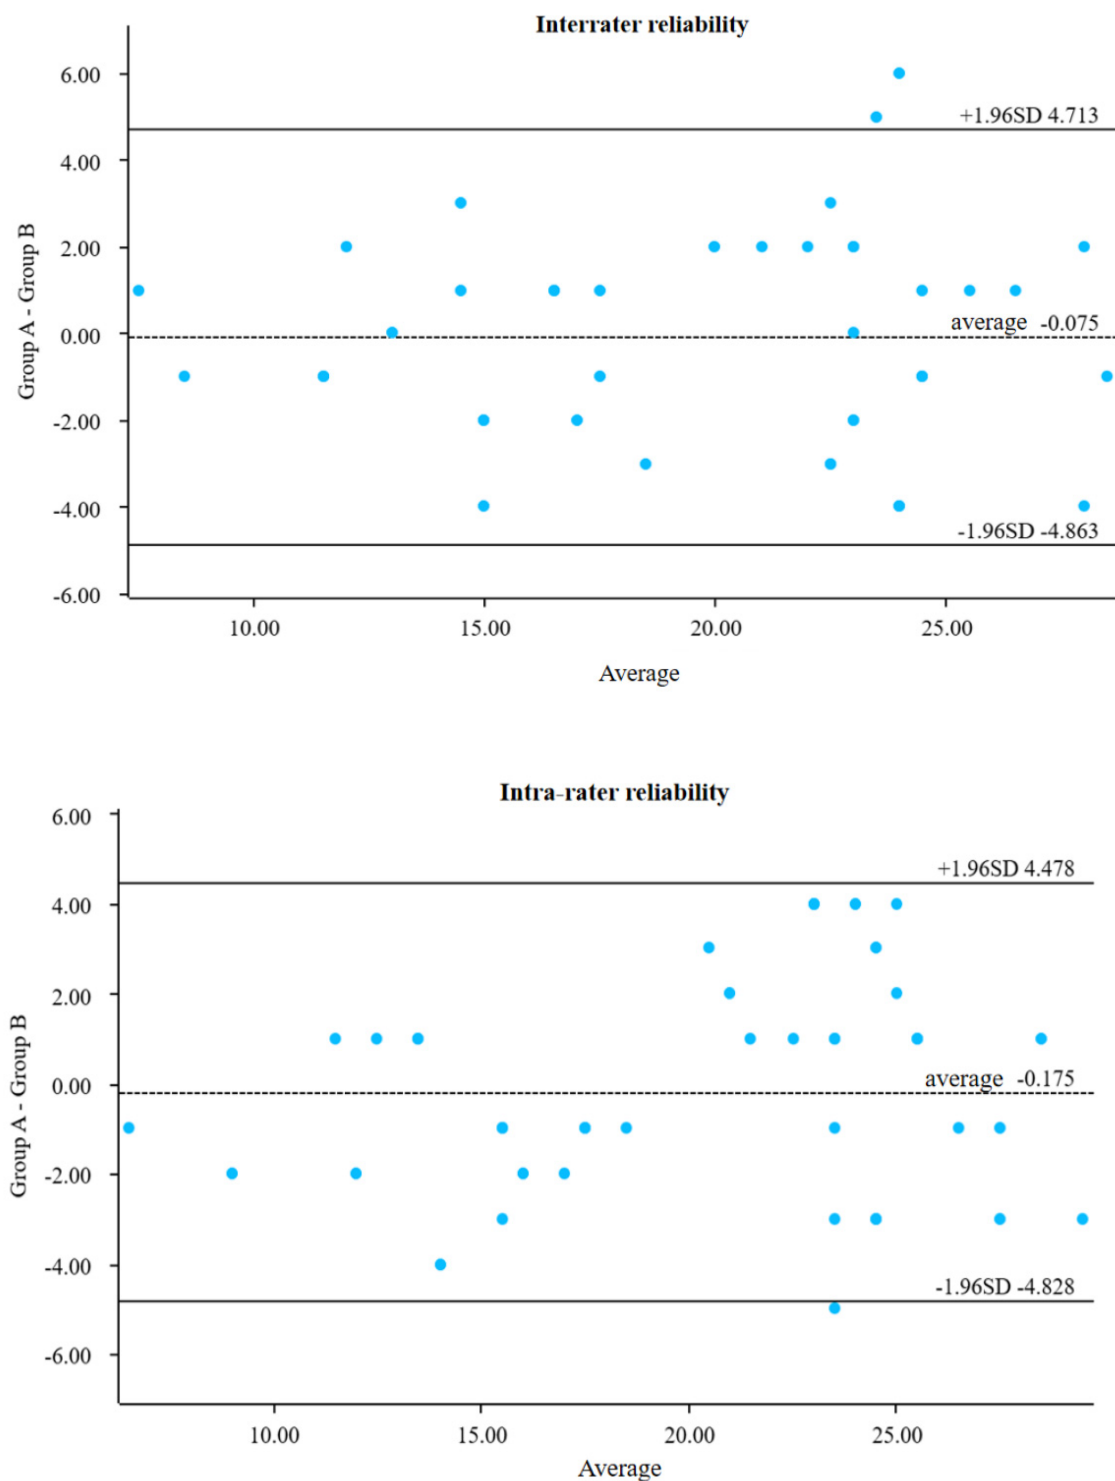 Interrater reliability
6.00
+1.96SD 4.713
4.00
2.00
average -0.075
0.00
-2.00
-4.00
-1.96SD -4.863
-6.00
Group A - Group B
10.00 15.00 20.00 25.00
Average
Intra-rater reliability
6.00
+1.96SD 4.478
4.00
2.00
average -0.175
0.00
-2.00
-4.00
-1.96SD -4.828
-6.00
Group A - Group B
10.00 15.00 20.00 25.00
Average